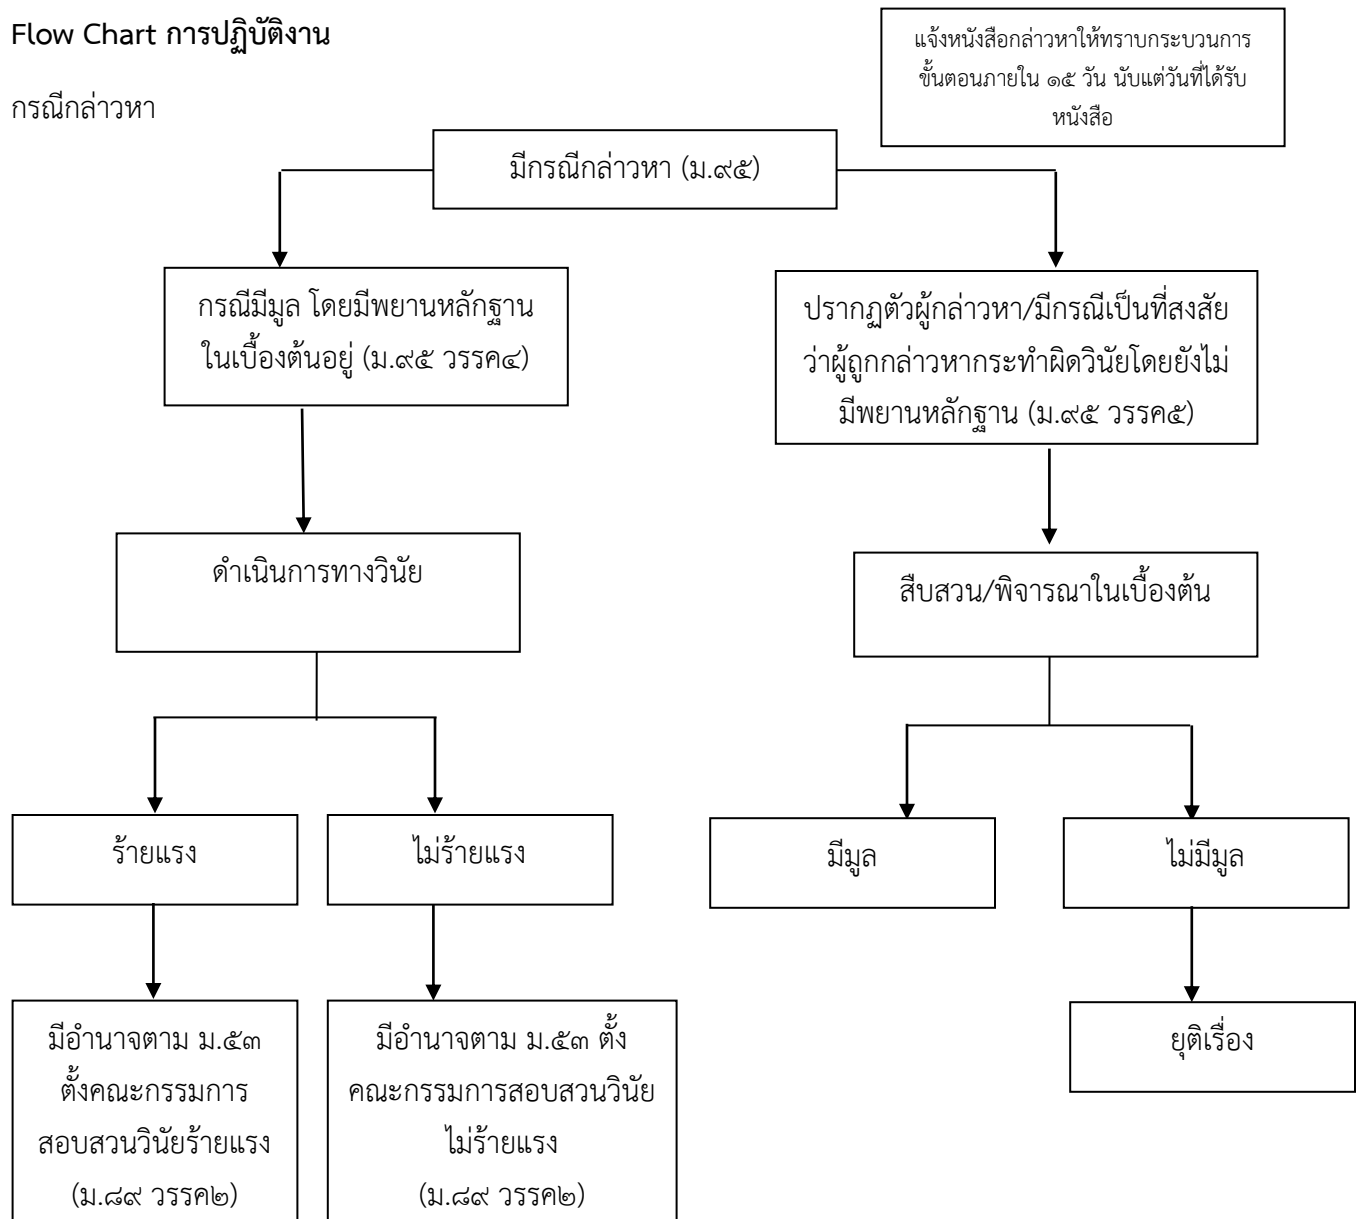 Flow Chart การปฏิบัติงาน
กรณีกล่าวหา
แจ้งหนังสือกล่าวหาให้ทราบกระบวนการ
ขั้นตอนภายใน ๑๕ วัน นับแต่วันที่ได้รับ
หนังสือ
มีกรณีกล่าวหา (ม.๙๕)
กรณีมีมูล โดยมีพยานหลักฐาน
ในเบื้องต้นอยู่ (ม.๙๕ วรรค๔)
ปรากฏตัวผู้กล่าวหา/มีกรณีเป็นที่สงสัย
ว่าผู้ถูกกล่าวหากระทำผิดวินัยโดยยังไม่
มีพยานหลักฐาน (ม.๙๕ วรรค๕)
ดำเนินการทางวินัย
สืบสวน/พิจารณาในเบื้องต้น
ร้ายแรง
ไม่ร้ายแรง
มีมูล
ไม่มีมูล
มีอำนาจตาม ม.๕๓
ตั้งคณะกรรมการ
สอบสวนวินัยร้ายแรง
(ม.๘๙ วรรค๒)
มีอำนาจตาม ม.๕๓ ตั้ง
คณะกรรมการสอบสวนวินัย
ไม่ร้ายแรง
(ม.๘๙ วรรค๒)
ยุติเรื่อง